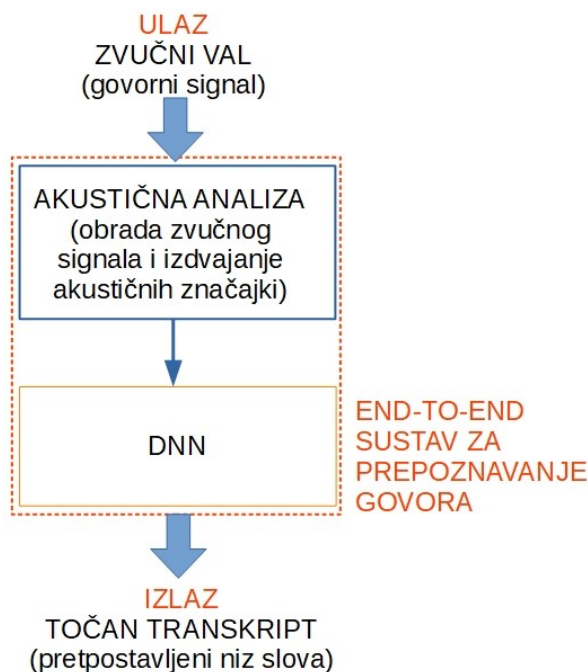 ULAZ
ZVUČNI VAL
(govorni signal)
AKUSTIČNA ANALIZA
(obrada zvučnog
signala i izdvajanje
akustičnih značajki)
DNN
END-TO-END
SUSTAV ZA
PREPOZNAVANJE
GOVORA
IZLAZ
TOČAN TRANSKRIPT
(pretpostavljeni niz slova)